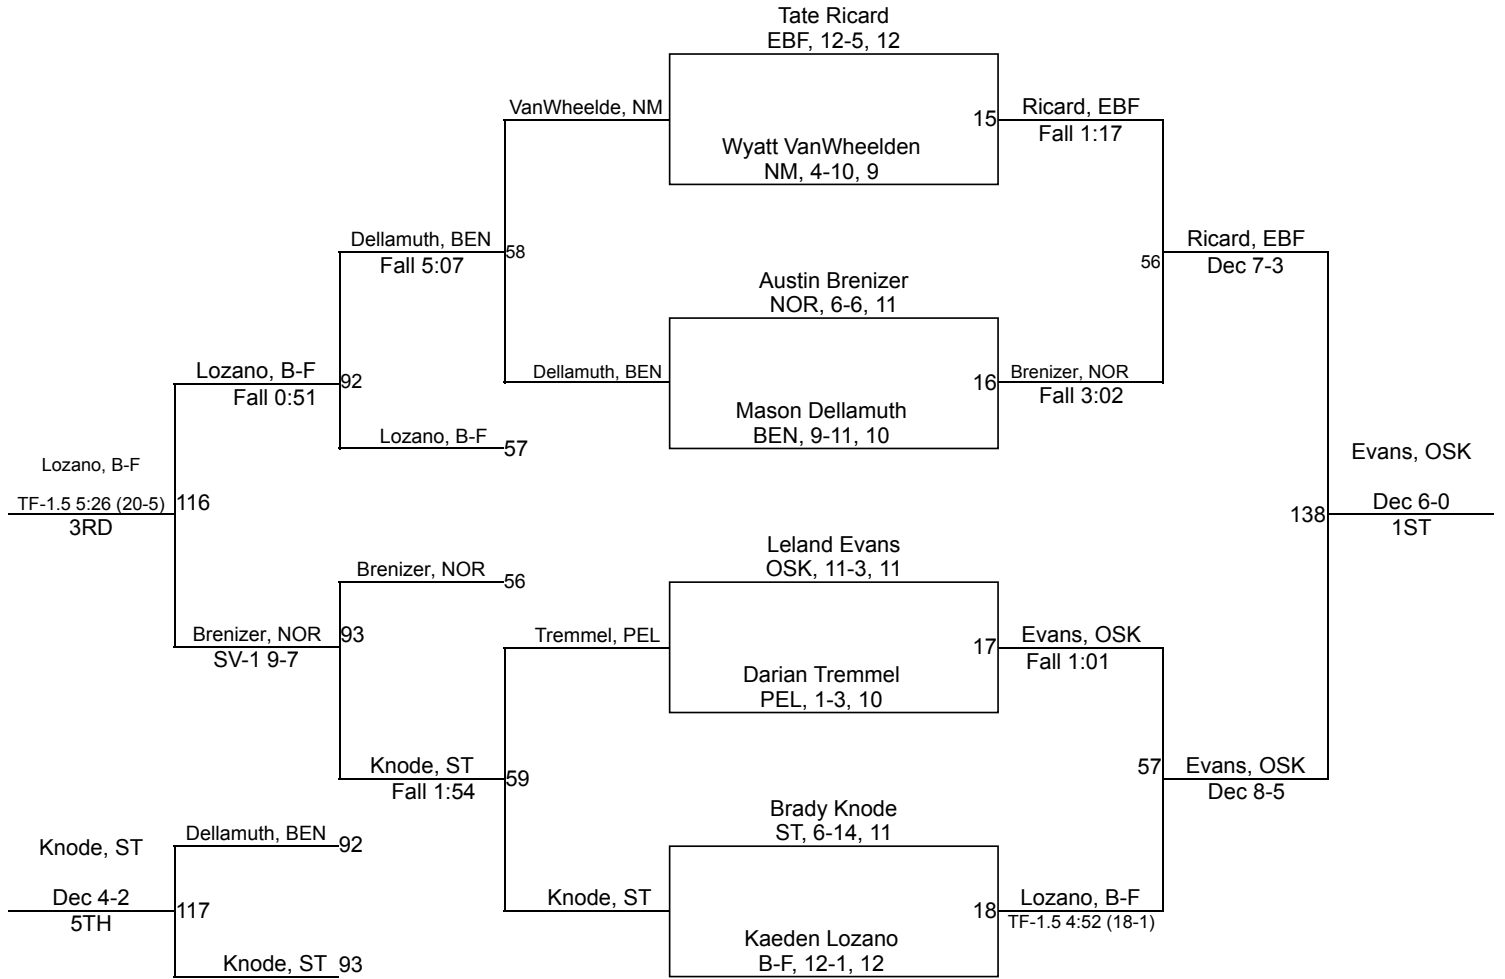 Tate Ricard
EBF, 12-5, 12
VanWheelde, NM
15
Ricard, EBF
Fall 1:17
Wyatt VanWheelden
NM, 4-10, 9
Dellamuth, BEN
58
Fall 5:07
Ricard, EBF
56
Dec 7-3
Austin Brenizer
NOR, 6-6, 11
Lozano, B-F
92
Fall 0:51
Dellamuth, BEN
16
Brenizer, NOR
Fall 3:02
Mason Dellamuth
BEN, 9-11, 10
Lozano, B-F
57
Lozano, B-F
TF-1.5 5:26 (20-5)
116
3RD
Evans, OSK
138
Dec 6-0
1ST
Leland Evans
OSK, 11-3, 11
Brenizer, NOR
56
Brenizer, NOR
93
SV-1 9-7
Tremmel, PEL
17
Evans, OSK
Fall 1:01
Darian Tremmel
PEL, 1-3, 10
Knode, ST
59
Fall 1:54
57
Evans, OSK
Dec 8-5
Brady Knode
ST, 6-14, 11
Knode, ST
Dec 4-2
5TH
Dellamuth, BEN
92
117
Knode, ST
93
Knode, ST
18
Lozano, B-F
TF-1.5 4:52 (18-1)
Kaeden Lozano
B-F, 12-1, 12